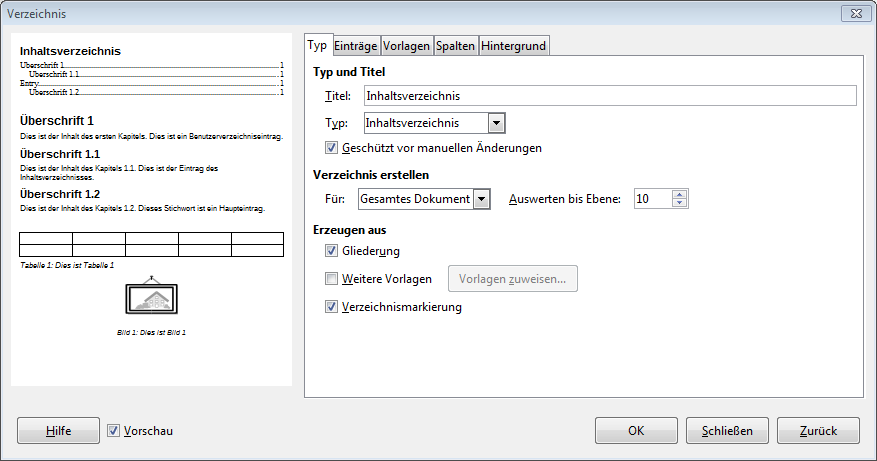 Verzeichnis
Inhaltsverzeichnis
Überschrift 1 1
Überschrift 1.1 1
Entry 1
Überschrift 1.2 1
Überschrift 1
Dies ist der Inhalt des ersten Kapitels. Dies ist ein Benutzerverzeichniseintrag.
Überschrift 1.1
Dies ist der Inhalt des Kapitels 1.1. Dies ist der Eintrag des
Inhaltsverzeichnisses.
Überschrift 1.2
Dies ist der Inhalt des Kapitels 1.2. Dieses Stichwort ist ein Haupteintrag.
Tabelle 1: Dies ist Tabelle 1
Bild 1: Dies ist Bild 1
Typ Einträge Vorlagen Spalten Hintergrund
Typ und Titel
Titel: Inhaltsverzeichnis
Typ: Inhaltsverzeichnis
Geschützt vor manuellen Änderungen
Verzeichnis erstellen
Für: Gesamtes Dokument Auswerten bis Ebene: 10
Erzeugen aus
Gliederung
Weitere Vorlagen Vorlagen zuweisen...
Verzeichnismarkierung
Hilfe Vorschau OK Schließen Zurück